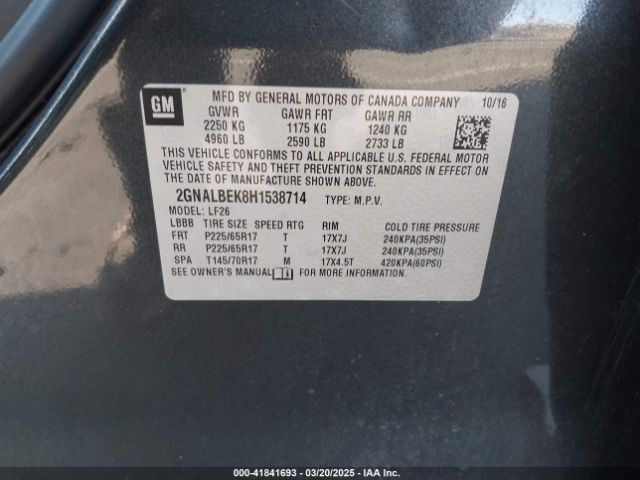 GM
MFD BY GENERAL MOTORS OF CANADA COMPANY 10/16
GVWR GAWR FRT GAWR RR
2250 KG 1175 KG 1240 KG
4960 LB 2590 LB 2733 LB
THIS VEHICLE CONFORMS TO ALL APPLICABLE U.S. FEDERAL MOTOR
VEHICLE SAFETY AND THEFT PREVENTION STANDARDS IN EFFECT ON
THE DATE OF MANUFACTURE SHOWN ABOVE.
2GNALBEK8H1538714 TYPE: M.P.V.
MODEL: LF26
LBBB TIRE SIZE SPEED RTG RIM COLD TIRE PRESSURE
FRT P225/65R17 T 17X7J 240KPA(35PSI)
RR P225/65R17 T 17X7J 240KPA(35PSI)
SPA T145/70R17 M 17X4.5T 420KPA(60PSI)
SEE OWNER'S MANUAL FOR MORE INFORMATION.
000-41841693 — 03/20/2025 — IAA Inc.